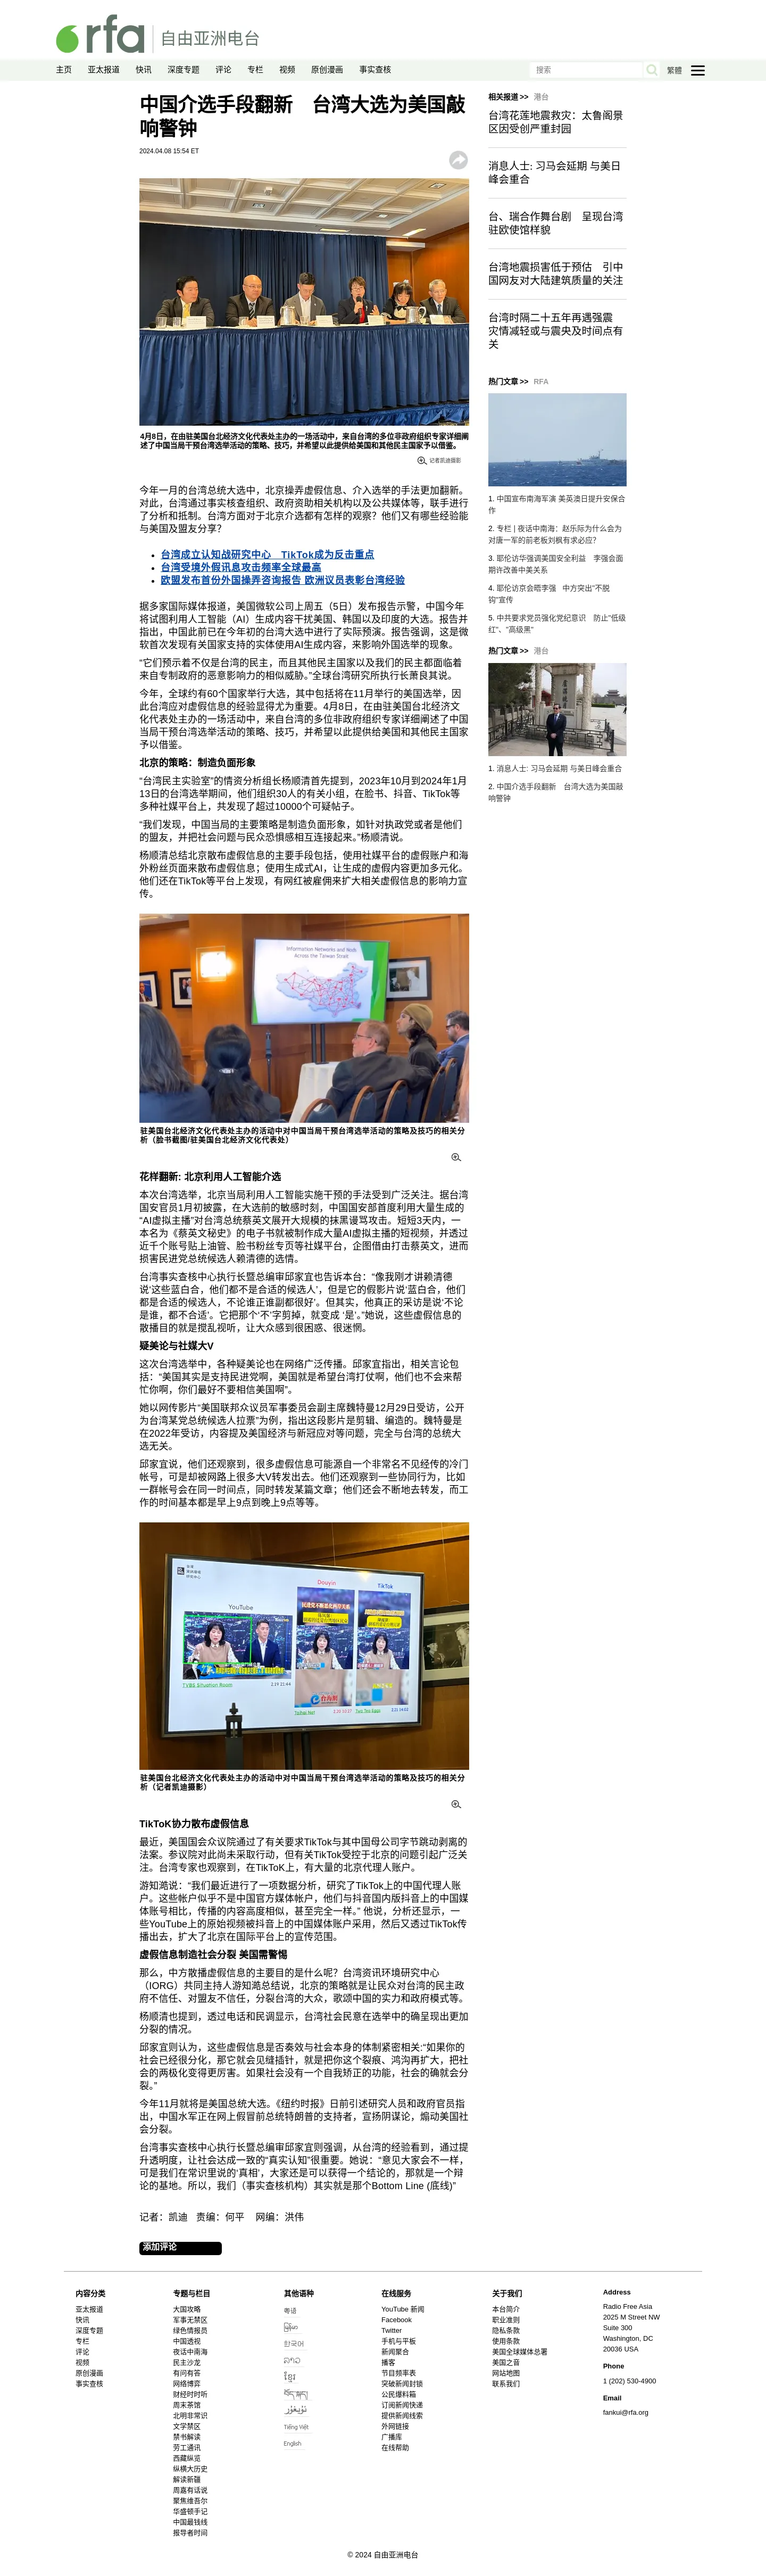 rfa 自由亚洲电台
主页 亚太报道 快讯 深度专题 评论 专栏 视频 原创漫画 事实查核 搜索 繁體
中国介选手段翻新　台湾大选为美国敲
响警钟
2024.04.08 15:54 ET
4月8日，在由驻美国台北经济文化代表处主办的一场活动中，来自台湾的多位非政府组织专家详细阐
述了中国当局干预台湾选举活动的策略、技巧，并希望以此提供给美国和其他民主国家予以借鉴。
记者凯迪摄影
今年一月的台湾总统大选中，北京操弄虚假信息、介入选举的手法更加翻新。
对此，台湾通过事实核查组织、政府资助相关机构以及公共媒体等，联手进行
了分析和抵制。台湾方面对于北京介选都有怎样的观察？他们又有哪些经验能
与美国及盟友分享？
台湾成立认知战研究中心　TikTok成为反击重点
台湾受境外假讯息攻击频率全球最高
欧盟发布首份外国操弄咨询报告 欧洲议员表彰台湾经验
据多家国际媒体报道，美国微软公司上周五（5日）发布报告示警，中国今年
将试图利用人工智能（AI）生成内容干扰美国、韩国以及印度的大选。报告并
指出，中国此前已在今年初的台湾大选中进行了实际预演。报告强调，这是微
软首次发现有关国家支持的实体使用AI生成内容，来影响外国选举的现象。
“它们预示着不仅是台湾的民主，而且其他民主国家以及我们的民主都面临着
来自专制政府的恶意影响力的相似威胁。”全球台湾研究所执行长萧良其说。
今年，全球约有60个国家举行大选，其中包括将在11月举行的美国选举，因
此台湾应对虚假信息的经验显得尤为重要。4月8日，在由驻美国台北经济文
化代表处主办的一场活动中，来自台湾的多位非政府组织专家详细阐述了中国
当局干预台湾选举活动的策略、技巧，并希望以此提供给美国和其他民主国家
予以借鉴。
北京的策略：制造负面形象
“台湾民主实验室”的情资分析组长杨顺清首先提到，2023年10月到2024年1月
13日的台湾选举期间，他们组织30人的有关小组，在脸书、抖音、TikTok等
多种社媒平台上，共发现了超过10000个可疑帖子。
“我们发现，中国当局的主要策略是制造负面形象，如针对执政党或者是他们
的盟友，并把社会问题与民众恐惧感相互连接起来。”杨顺清说。
杨顺清总结北京散布虚假信息的主要手段包括，使用社媒平台的虚假账户和海
外粉丝页面来散布虚假信息；使用生成式AI，让生成的虚假内容更加多元化。
他们还在TikTok等平台上发现，有网红被雇佣来扩大相关虚假信息的影响力宣
传。
Information Networks and Nodes
Across the Taiwan Strait
驻美国台北经济文化代表处主办的活动中对中国当局干预台湾选举活动的策略及技巧的相关分
析（脸书截图/驻美国台北经济文化代表处）
花样翻新: 北京利用人工智能介选
本次台湾选举，北京当局利用人工智能实施干预的手法受到广泛关注。据台湾
国安官员1月初披露，在大选前的敏感时刻，中国国安部首度利用大量生成的
“AI虚拟主播”对台湾总统蔡英文展开大规模的抹黑谩骂攻击。短短3天内，一
本名为《蔡英文秘史》的电子书就被制作成大量AI虚拟主播的短视频，并透过
近千个账号贴上油管、脸书粉丝专页等社媒平台，企图借由打击蔡英文，进而
损害民进党总统候选人赖清德的选情。
台湾事实查核中心执行长暨总编审邱家宜也告诉本台：“像我刚才讲赖清德
说‘这些蓝白合，他们都不是合适的候选人’，但是它的假影片说‘蓝白合，他们
都是合适的候选人，不论谁正谁副都很好’。但其实，他真正的采访是说‘不论
是谁，都不合适’。它把那个‘不’字剪掉，就变成 ‘是’。”她说，这些虚假信息的
散播目的就是搅乱视听，让大众感到很困惑、很迷惘。
疑美论与社媒大V
这次台湾选举中，各种疑美论也在网络广泛传播。邱家宜指出，相关言论包
括：“美国其实是支持民进党啊，美国就是希望台湾打仗啊，他们也不会来帮
忙你啊，你们最好不要相信美国啊”。
她以网传影片“美国联邦众议员军事委员会副主席魏特曼12月29日受访，公开
为台湾某党总统候选人拉票”为例，指出这段影片是剪辑、编造的。魏特曼是
在2022年受访，内容提及美国经济与新冠应对等问题，完全与台湾的总统大
选无关。
邱家宜说，他们还观察到，很多虚假信息可能源自一个非常名不见经传的冷门
帐号，可是却被网路上很多大V转发出去。他们还观察到一些协同行为，比如
一群帐号会在同一时间点，同时转发某篇文章；他们还会不断地去转发，而工
作的时间基本都是早上9点到晚上9点等等。
YouTube Douyin TikTok
TVBS Situation Room
驻美国台北经济文化代表处主办的活动中对中国当局干预台湾选举活动的策略及技巧的相关分
析（记者凯迪摄影）
TikToK协力散布虚假信息
最近，美国国会众议院通过了有关要求TikTok与其中国母公司字节跳动剥离的
法案。参议院对此尚未采取行动，但有关TikTok受控于北京的问题引起广泛关
注。台湾专家也观察到，在TikToK上，有大量的北京代理人账户。
游知澔说：“我们最近进行了一项数据分析，研究了TikTok上的中国代理人账
户。这些帐户似乎不是中国官方媒体帐户，他们与抖音国内版抖音上的中国媒
体账号相比，传播的内容高度相似，甚至完全一样。” 他说，分析还显示，一
些YouTube上的原始视频被抖音上的中国媒体账户采用，然后又透过TikTok传
播出去，扩大了北京在国际平台上的宣传范围。
虚假信息制造社会分裂 美国需警惕
那么，中方散播虚假信息的主要目的是什么呢？台湾资讯环境研究中心
（IORG）共同主持人游知澔总结说，北京的策略就是让民众对台湾的民主政
府不信任、对盟友不信任，分裂台湾的大众，歌颂中国的实力和政府模式等。
杨顺清也提到，透过电话和民调显示，台湾社会民意在选举中的确呈现出更加
分裂的情况。
邱家宜则认为，这些虚假信息是否奏效与社会本身的体制紧密相关:“如果你的
社会已经很分化，那它就会见缝插针，就是把你这个裂痕、鸿沟再扩大，把社
会的两极化变得更厉害。如果社会没有一个自我矫正的功能，社会的确就会分
裂。”
今年11月就将是美国总统大选。《纽约时报》日前引述研究人员和政府官员指
出，中国水军正在网上假冒前总统特朗普的支持者，宣扬阴谋论，煽动美国社
会分裂。
台湾事实查核中心执行长暨总编审邱家宜则强调，从台湾的经验看到，通过提
升透明度，让社会达成一致的“真实认知”很重要。她说：“意见大家会不一样，
可是我们在常识里说的‘真相’，大家还是可以获得一个结论的，那就是一个辩
论的基地。所以，我们（事实查核机构）其实就是那个Bottom Line (底线)”
记者：凯迪　责编：何平　网编：洪伟
添加评论
相关报道 >> 港台
台湾花莲地震救灾：太鲁阁景
区因受创严重封园
消息人士: 习马会延期 与美日
峰会重合
台、瑞合作舞台剧　呈现台湾
驻欧使馆样貌
台湾地震损害低于预估　引中
国网友对大陆建筑质量的关注
台湾时隔二十五年再遇强震
灾情减轻或与震央及时间点有
关
热门文章 >> RFA
1. 中国宣布南海军演 美英澳日提升安保合
作
2. 专栏 | 夜话中南海：赵乐际为什么会为
对唐一军的前老板刘枫有求必应？
3. 耶伦访华强调美国安全利益　李强会面
期许改善中美关系
4. 耶伦访京会晤李强　中方突出“不脱
钩”宣传
5. 中共要求党员强化党纪意识　防止“低级
红”、“高级黑”
热门文章 >> 港台
1. 消息人士: 习马会延期 与美日峰会重合
2. 中国介选手段翻新　台湾大选为美国敲
响警钟
内容分类
亚太报道
快讯
深度专题
专栏
评论
视频
原创漫画
事实查核
专题与栏目
大国攻略
军事无禁区
绿色情报员
中国透视
夜话中南海
民主沙龙
有问有答
网络博弈
财经时时听
周末茶馆
北明非常识
文学禁区
禁书解读
劳工通讯
西藏纵览
纵横大历史
解读新疆
周嘉有话说
聚焦维吾尔
华盛顿手记
中国最钱线
报导者时间
其他语种
粤语
မြန်မာ
한국어
ລາວ
ខ្មែរ
བོད་སྐད།
ئۇيغۇر
Tiếng Việt
English
在线服务
YouTube 新闻
Facebook
Twitter
手机与平板
新闻聚合
播客
节目频率表
突破新闻封锁
公民爆料箱
订阅新闻快递
提供新闻线索
外网链接
广播库
在线帮助
关于我们
本台简介
职业准则
隐私条款
使用条款
美国全球媒体总署
美国之音
网站地图
联系我们
Address
Radio Free Asia
2025 M Street NW
Suite 300
Washington, DC
20036 USA
Phone
1 (202) 530-4900
Email
fankui@rfa.org
© 2024 自由亚洲电台